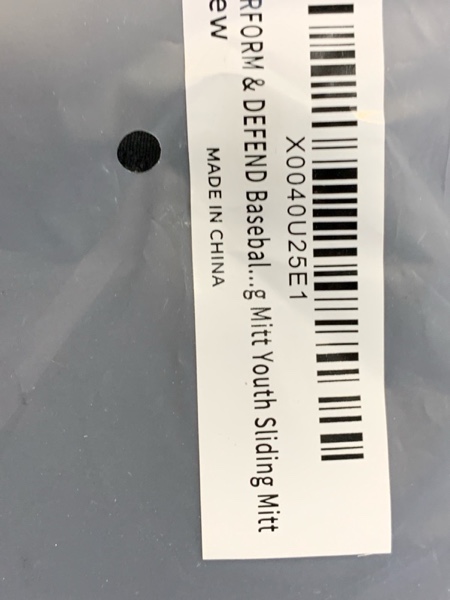 X0040U25E1
RFORM & DEFEND Basebal...g Mitt Youth Sliding Mitt
ew
MADE IN CHINA